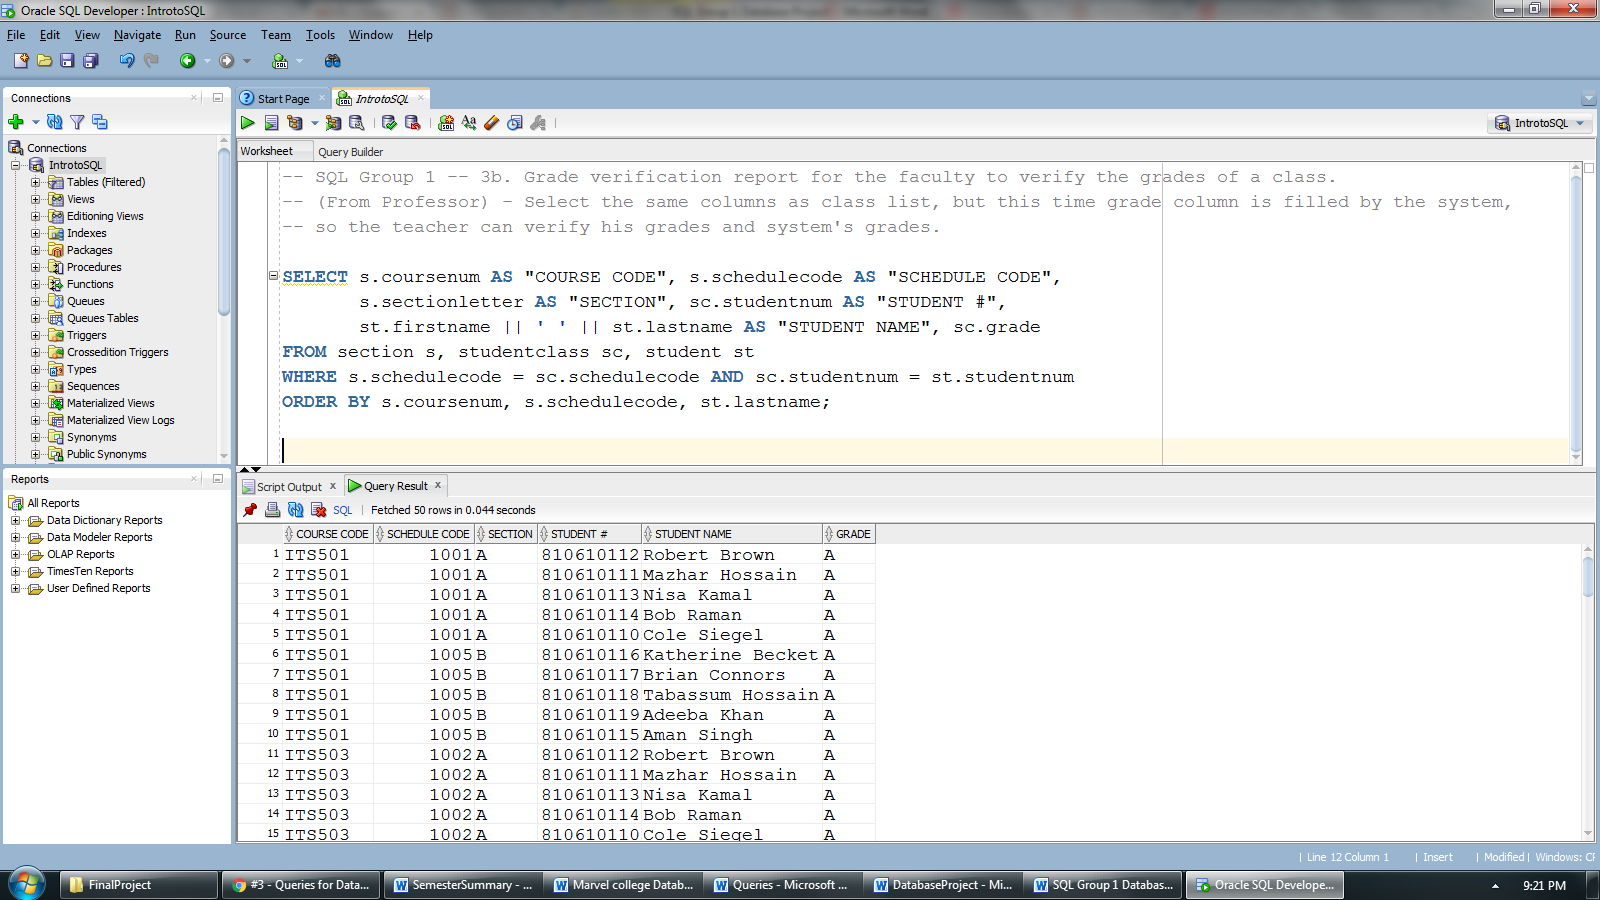 Oracle SQL Developer : IntrotoSQL
File Edit View Navigate Run Source Team Tools Window Help
Connections
Start Page
IntrotoSQL
IntrotoSQL
Worksheet
Query Builder
Connections
IntrotoSQL
Tables (Filtered)
Views
Editioning Views
Indexes
Packages
Procedures
Functions
Queues
Queues Tables
Triggers
Crossedition Triggers
Types
Sequences
Materialized Views
Materialized View Logs
Synonyms
Public Synonyms
-- SQL Group 1 -- 3b. Grade verification report for the faculty to verify the grades of a class.
-- (From Professor) - Select the same columns as class list, but this time grade column is filled by the system,
-- so the teacher can verify his grades and system's grades.
SELECT s.coursenum AS "COURSE CODE", s.schedulecode AS "SCHEDULE CODE",
s.sectionletter AS "SECTION", sc.studentnum AS "STUDENT #",
st.firstname || ' ' || st.lastname AS "STUDENT NAME", sc.grade
FROM section s, studentclass sc, student st
WHERE s.schedulecode = sc.schedulecode AND sc.studentnum = st.studentnum
ORDER BY s.coursenum, s.schedulecode, st.lastname;
Reports
All Reports
Data Dictionary Reports
Data Modeler Reports
OLAP Reports
TimesTen Reports
User Defined Reports
Script Output
Query Result
SQL | Fetched 50 rows in 0.044 seconds
COURSE CODE SCHEDULE CODE SECTION STUDENT # STUDENT NAME GRADE
1 ITS501 1001 A 810610112 Robert Brown A
2 ITS501 1001 A 810610111 Mazhar Hossain A
3 ITS501 1001 A 810610113 Nisa Kamal A
4 ITS501 1001 A 810610114 Bob Raman A
5 ITS501 1001 A 810610110 Cole Siegel A
6 ITS501 1005 B 810610116 Katherine Becket A
7 ITS501 1005 B 810610117 Brian Connors A
8 ITS501 1005 B 810610118 Tabassum Hossain A
9 ITS501 1005 B 810610119 Adeeba Khan A
10 ITS501 1005 B 810610115 Aman Singh A
11 ITS503 1002 A 810610112 Robert Brown A
12 ITS503 1002 A 810610111 Mazhar Hossain A
13 ITS503 1002 A 810610113 Nisa Kamal A
14 ITS503 1002 A 810610114 Bob Raman A
15 ITS503 1002 A 810610110 Cole Siegel A
| Line 12 Column 1 | Insert | Modified | Windows: CF
FinalProject
#3 - Queries for Data...
SemesterSummary - ...
Marvel college Datab...
Queries - Microsoft ...
DatabaseProject - Mi...
SQL Group 1 Databas...
Oracle SQL Develope...
9:21 PM